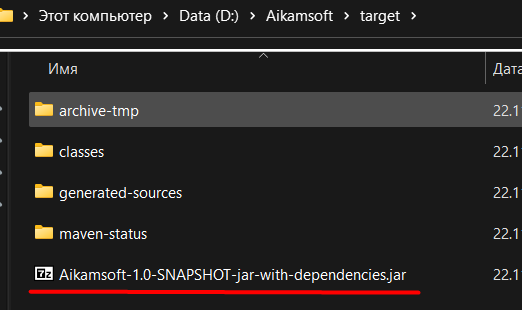 Этот компьютер > Data (D:) > Aikamsoft > target >
Имя Дата
archive-tmp 22.1
classes 22.1
generated-sources 22.1
maven-status 22.1
7z Aikamsoft-1.0-SNAPSHOT-jar-with-dependencies.jar 22.1